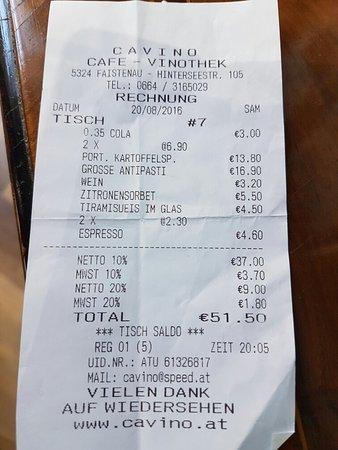 CAVINO
CAFE - VINOTHEK
5324 FAISTENAU - HINTERSEESTR. 105
TEL.: 0664 / 3165029
RECHNUNG
DATUM 20/08/2016 SAM
TISCH #7
0.35 COLA €3.00
2 X @6.90
PORT. KARTOFFELSP. €13.80
GROSSE ANTIPASTI €16.90
WEIN €3.20
ZITRONENSORBET €5.50
TIRAMISUEIS IM GLAS €4.50
2 X @2.30
ESPRESSO €4.60
NETTO 10% €37.00
MWST 10% €3.70
NETTO 20% €9.00
MWST 20% €1.80
TOTAL €51.50
*** TISCH SALDO ***
REG 01 (5) ZEIT 20:05
UID.NR.: ATU 61326817
MAIL: cavino@speed.at
VIELEN DANK
AUF WIEDERSEHEN
www.cavino.at